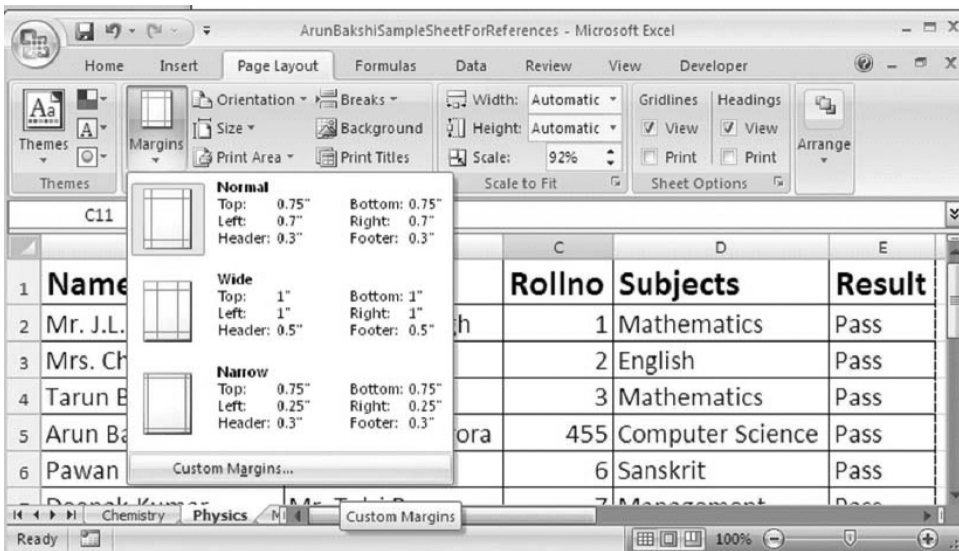 ArunBakshiSampleSheetForReferences - Microsoft Excel
Home Insert Page Layout Formulas Data Review View Developer
Aa Themes
A
Margins
Orientation Breaks
Size Background
Print Area Print Titles
Width: Automatic
Height: Automatic
Scale: 92%
Gridlines Headings
View View
Print Print
Arrange
Themes Scale to Fit Sheet Options
C11
Normal
Top: 0.75" Bottom: 0.75"
Left: 0.7" Right: 0.7"
Header: 0.3" Footer: 0.3"
Wide
Top: 1" Bottom: 1"
Left: 1" Right: 1"
Header: 0.5" Footer: 0.5"
Narrow
Top: 0.75" Bottom: 0.75"
Left: 0.25" Right: 0.25"
Header: 0.3" Footer: 0.3"
Custom Margins...
C D E
1 Name Rollno Subjects Result
2 Mr. J.L. h 1 Mathematics Pass
3 Mrs. Ch 2 English Pass
4 Tarun B 3 Mathematics Pass
5 Arun Ba ora 455 Computer Science Pass
6 Pawan 6 Sanskrit Pass
Chemistry Physics
Custom Margins
Ready 100%